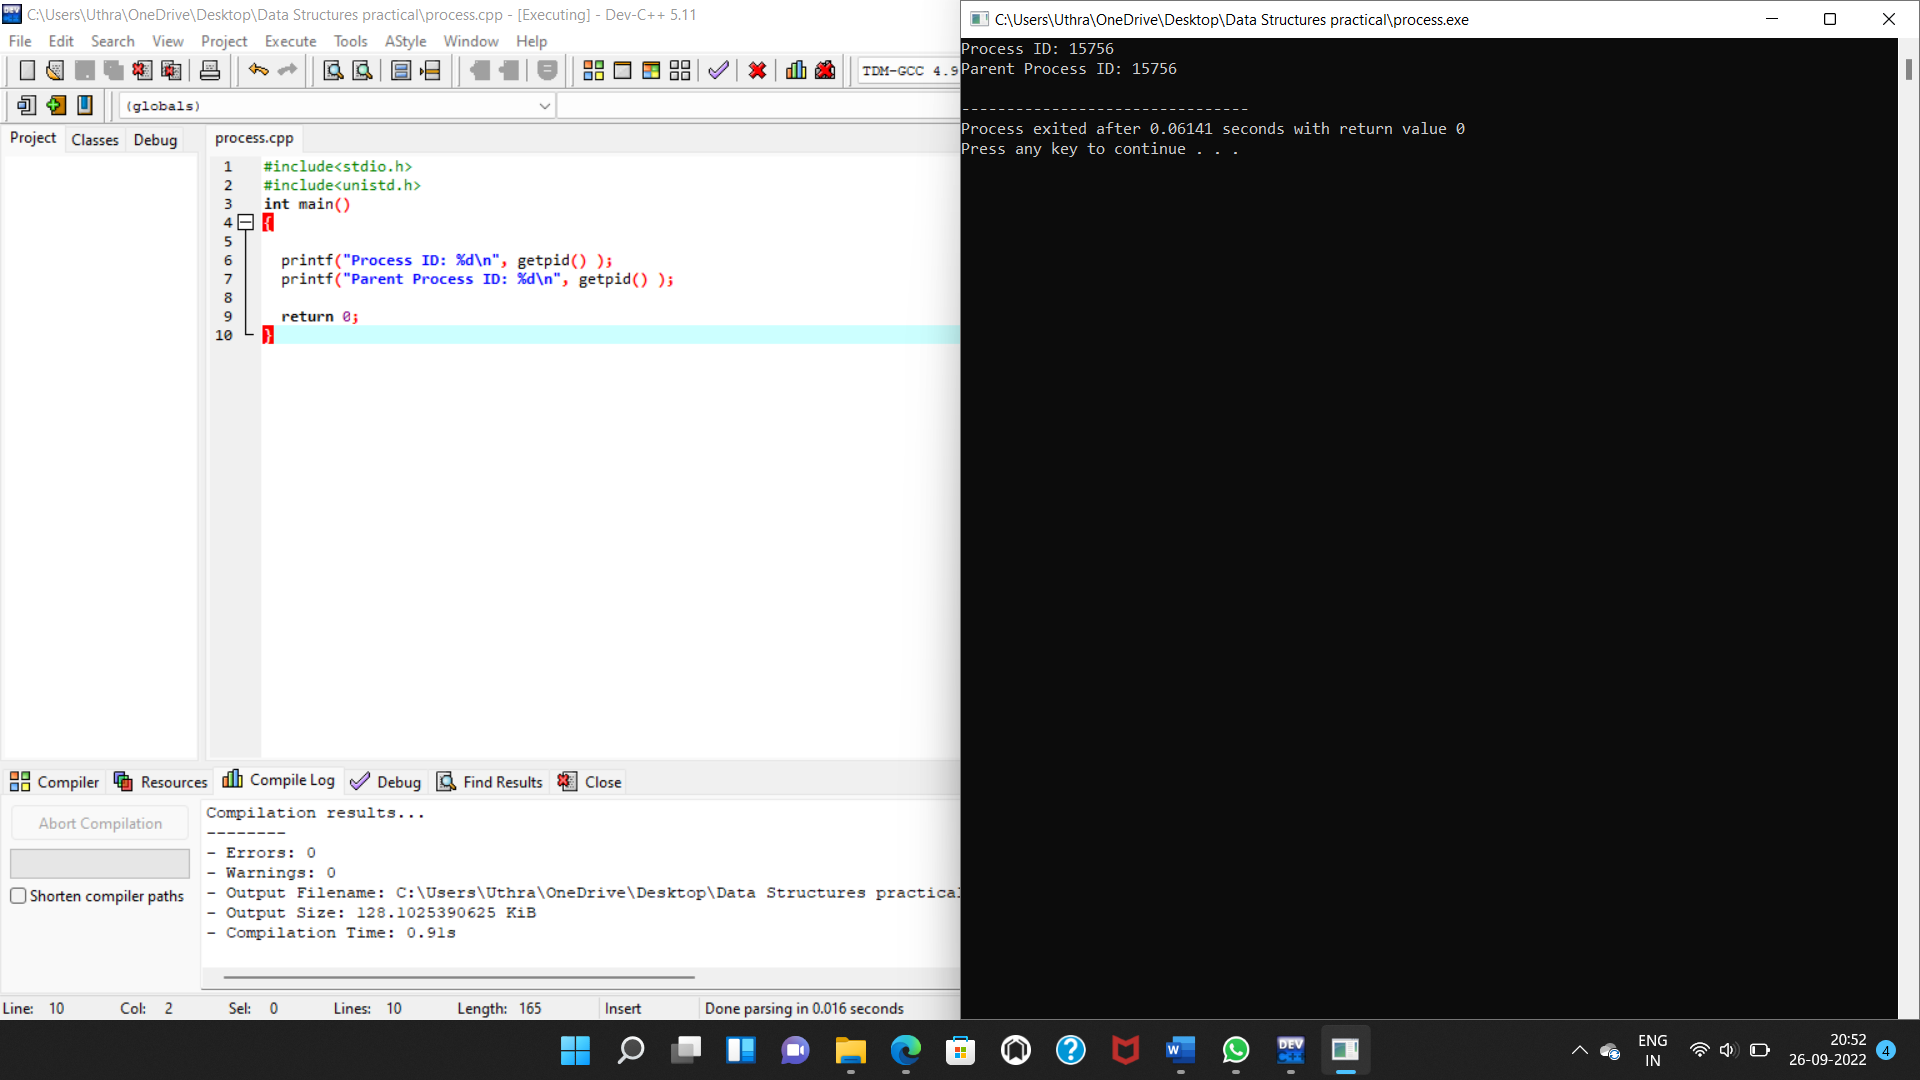 C:\Users\Uthra\OneDrive\Desktop\Data Structures practical\process.cpp - [Executing] - Dev-C++ 5.11
File Edit Search View Project Execute Tools AStyle Window Help
TDM-GCC 4.9
(globals)
Project Classes Debug
process.cpp
1 #include<stdio.h>
2 #include<unistd.h>
3 int main()
4 {
5
6 printf("Process ID: %d\n", getpid() );
7 printf("Parent Process ID: %d\n", getpid() );
8
9 return 0;
10 }
Compiler Resources Compile Log Debug Find Results Close
Abort Compilation
Shorten compiler paths
Compilation results...
--------
- Errors: 0
- Warnings: 0
- Output Filename: C:\Users\Uthra\OneDrive\Desktop\Data Structures practical
- Output Size: 128.1025390625 KiB
- Compilation Time: 0.91s
Line: 10 Col: 2 Sel: 0 Lines: 10 Length: 165 Insert Done parsing in 0.016 seconds
C:\Users\Uthra\OneDrive\Desktop\Data Structures practical\process.exe
Process ID: 15756
Parent Process ID: 15756
--------------------------------
Process exited after 0.06141 seconds with return value 0
Press any key to continue . . .
ENG
IN
20:52
26-09-2022
4